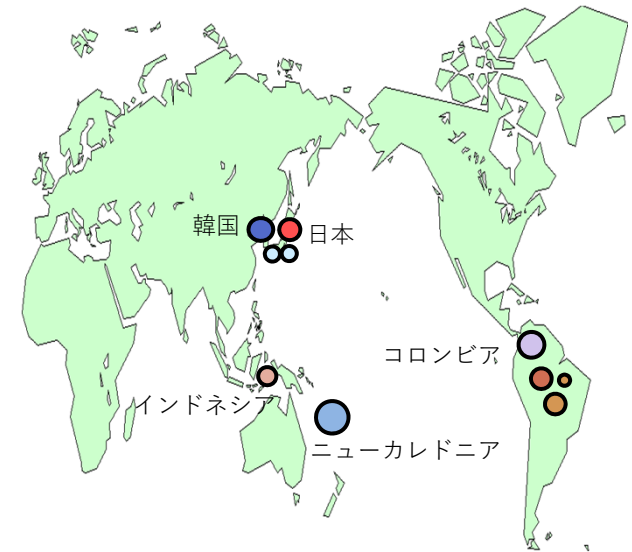 韓国
日本
コロンビア
インドネシア
ニューカレドニア